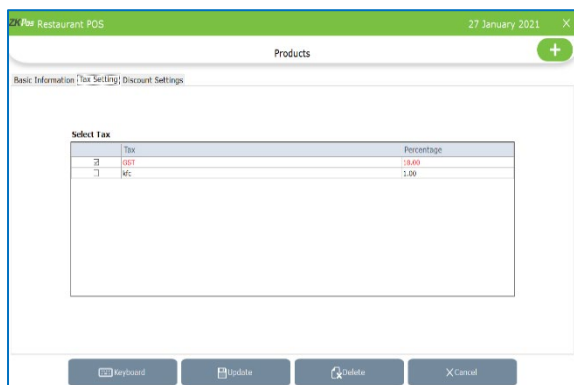 ZKPos Restaurant POS 27 January 2021 X
Products
+
Basic Information Tax Setting Discount Settings
Select Tax
Tax Percentage
GST 18.00
kfc 1.00
Keyboard Update Delete X Cancel